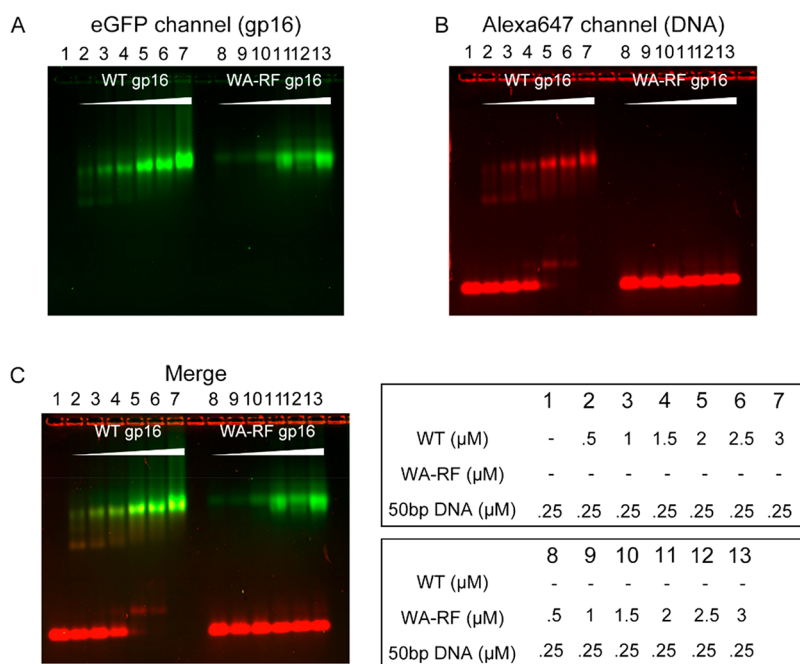 A
eGFP channel (gp16)
1 2 3 4 5 6 7 8 9 10 11 12 13
WT gp16 WA-RF gp16
B
Alexa647 channel (DNA)
1 2 3 4 5 6 7 8 9 10 11 12 13
WT gp16 WA-RF gp16
C
Merge
1 2 3 4 5 6 7 8 9 10 11 12 13
WT gp16 WA-RF gp16
1 2 3 4 5 6 7
WT (μM) - .5 1 1.5 2 2.5 3
WA-RF (μM) - - - - - - -
50bp DNA (μM) .25 .25 .25 .25 .25 .25 .25
8 9 10 11 12 13
WT (μM) - - - - - -
WA-RF (μM) .5 1 1.5 2 2.5 3
50bp DNA (μM) .25 .25 .25 .25 .25 .25